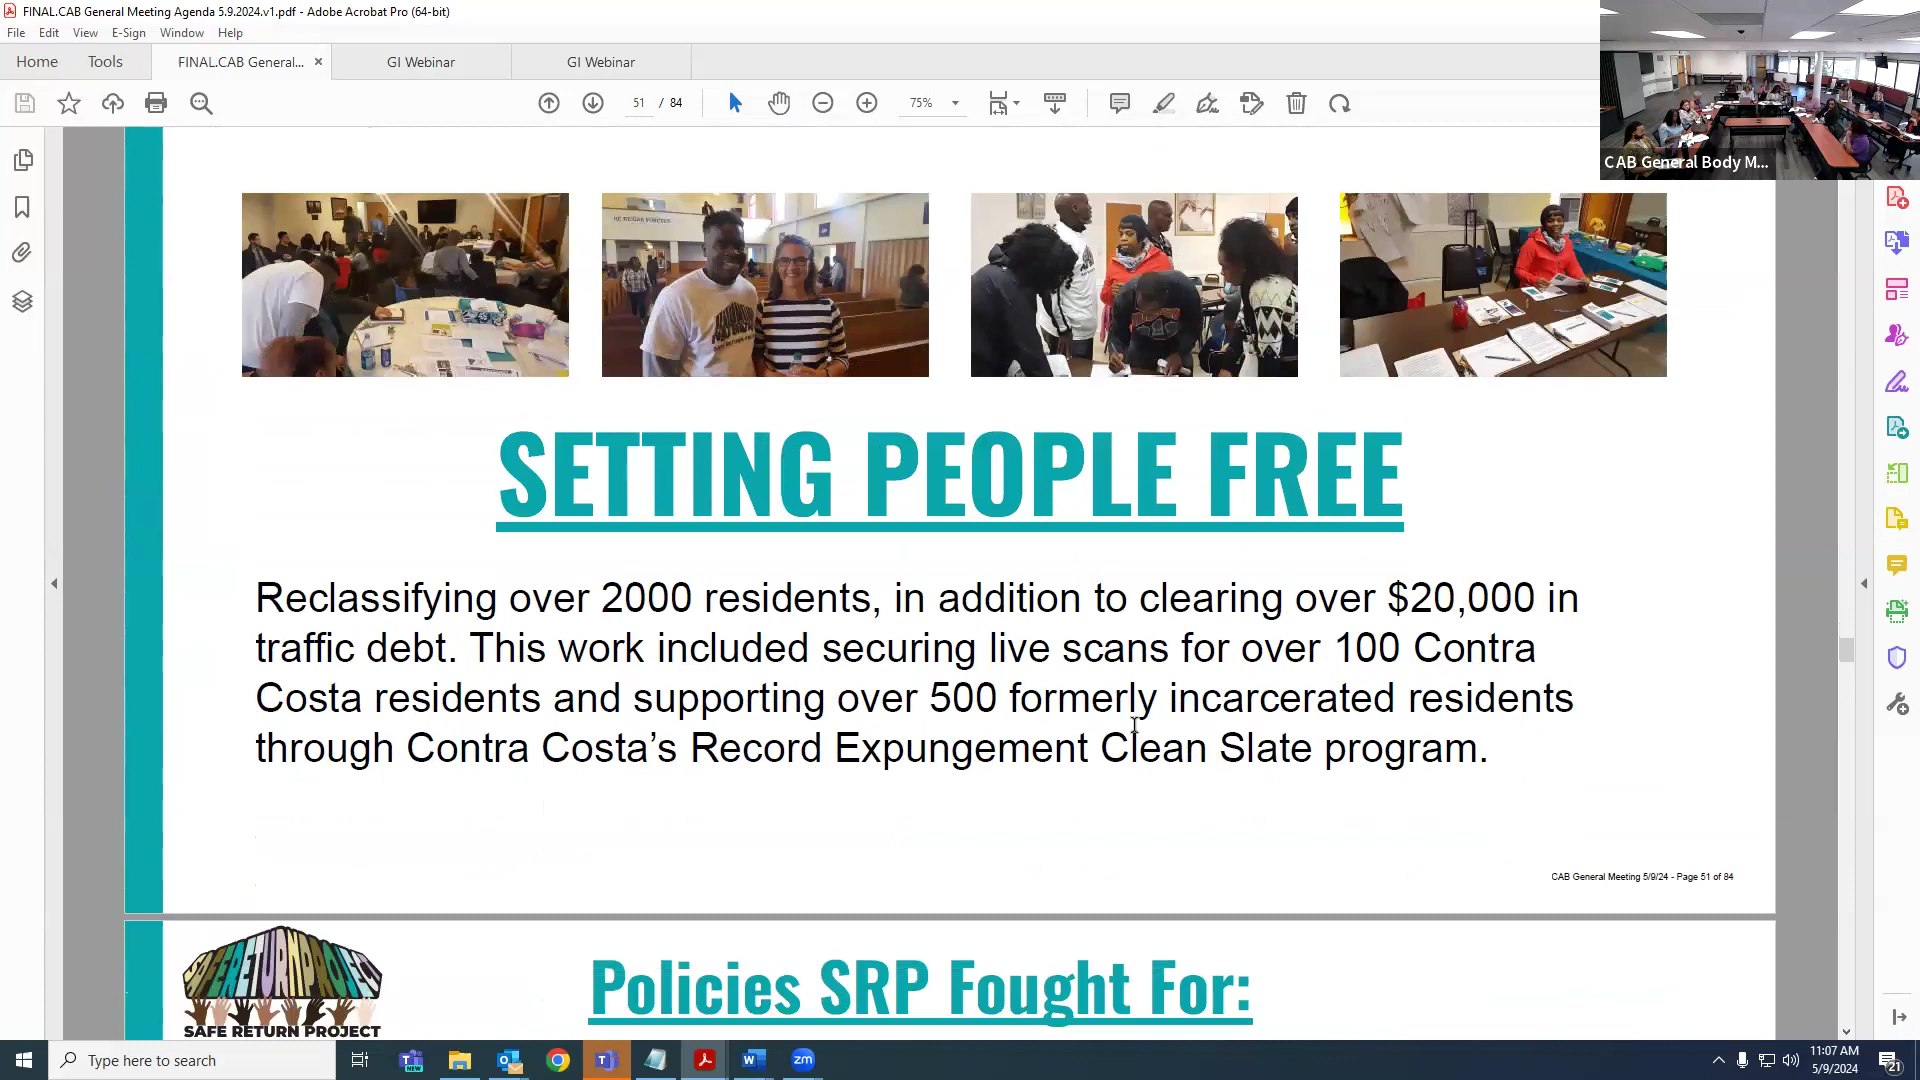 FINAL.CAB General Meeting Agenda 5.9.2024.v1.pdf - Adobe Acrobat Pro (64-bit)
File Edit View E-Sign Window Help
Home Tools FINAL.CAB General... × GI Webinar GI Webinar
51 / 84 75%
CAB General Body M...
SETTING PEOPLE FREE
Reclassifying over 2000 residents, in addition to clearing over $20,000 in
traffic debt. This work included securing live scans for over 100 Contra
Costa residents and supporting over 500 formerly incarcerated residents
through Contra Costa’s Record Expungement Clean Slate program.
CAB General Meeting 5/9/24 - Page 51 of 84
SAFE RETURN PROJECT
SAFE RETURN PROJECT
Policies SRP Fought For:
Type here to search
11:07 AM
5/9/2024
21